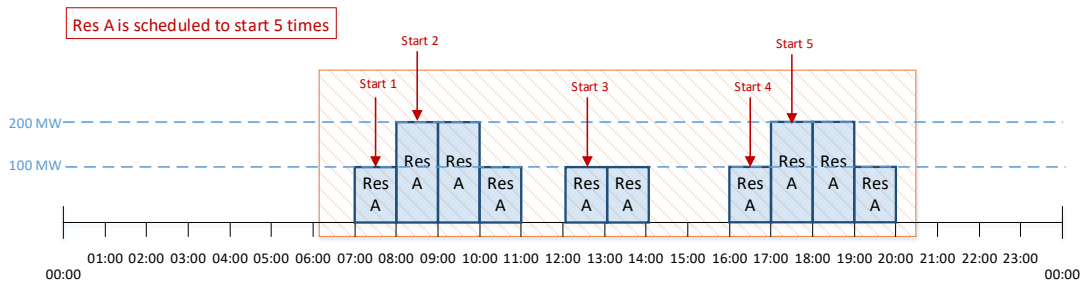 Res A is scheduled to start 5 times
Start 2
Start 5
Start 1
Start 3
Start 4
200 MW
100 MW
Res A
Res A
Res A
Res A
Res A
Res A
Res A
Res A
Res A
Res A
01:00 02:00 03:00 04:00 05:00 06:00 07:00 08:00 09:00 10:00 11:00 12:00 13:00 14:00 15:00 16:00 17:00 18:00 19:00 20:00 21:00 22:00 23:00
00:00 00:00